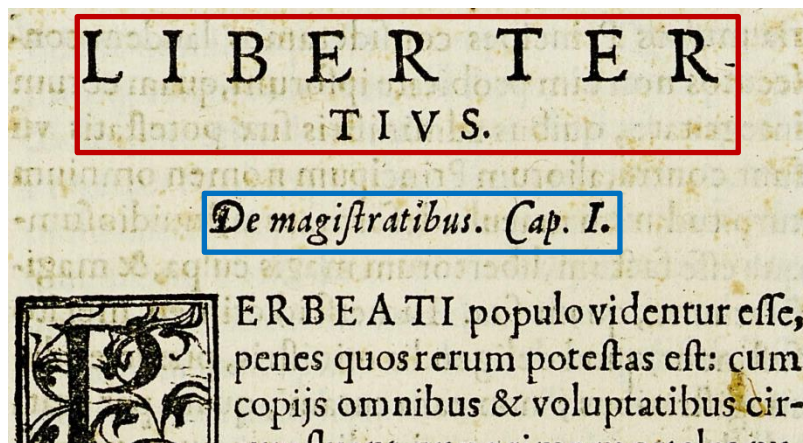 LIBER TER-
TIVS.
De magiſtratibus. Cap. I.
PERBEATI populo videntur eſſe,
penes quos rerum poteſtas eſt: cum
copijs omnibus & voluptatibus cir-